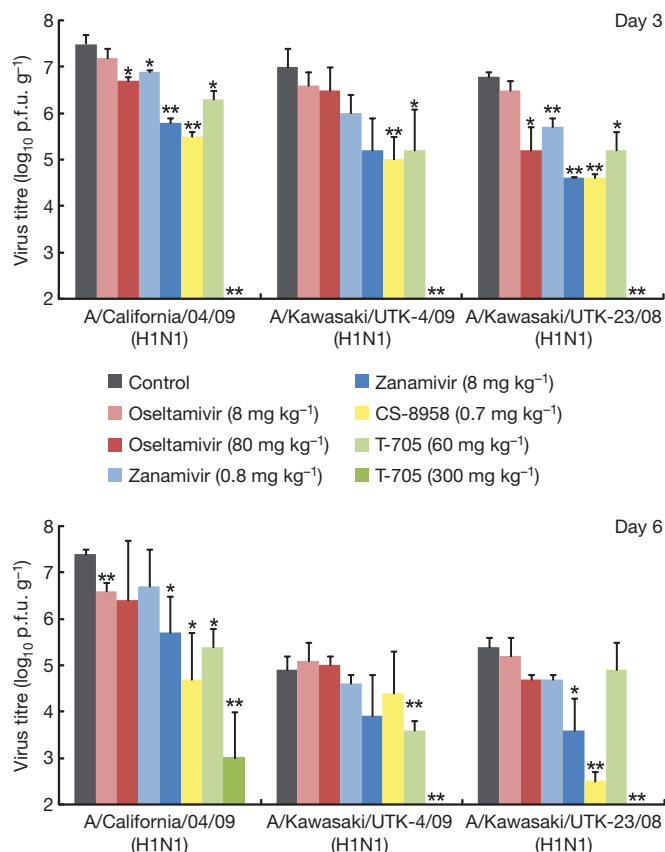 Day 3
Virus titre (log₁₀ p.f.u. g⁻¹)
8
7
6
5
4
3
2
* * ** ** * **
** * **
* ** ** ** * **
A/California/04/09 A/Kawasaki/UTK-4/09 A/Kawasaki/UTK-23/08
(H1N1) (H1N1) (H1N1)
Control Zanamivir (8 mg kg⁻¹)
Oseltamivir (8 mg kg⁻¹) CS-8958 (0.7 mg kg⁻¹)
Oseltamivir (80 mg kg⁻¹) T-705 (60 mg kg⁻¹)
Zanamivir (0.8 mg kg⁻¹) T-705 (300 mg kg⁻¹)
Day 6
Virus titre (log₁₀ p.f.u. g⁻¹)
8
7
6
5
4
3
2
** * * * **
** **
* ** **
A/California/04/09 A/Kawasaki/UTK-4/09 A/Kawasaki/UTK-23/08
(H1N1) (H1N1) (H1N1)